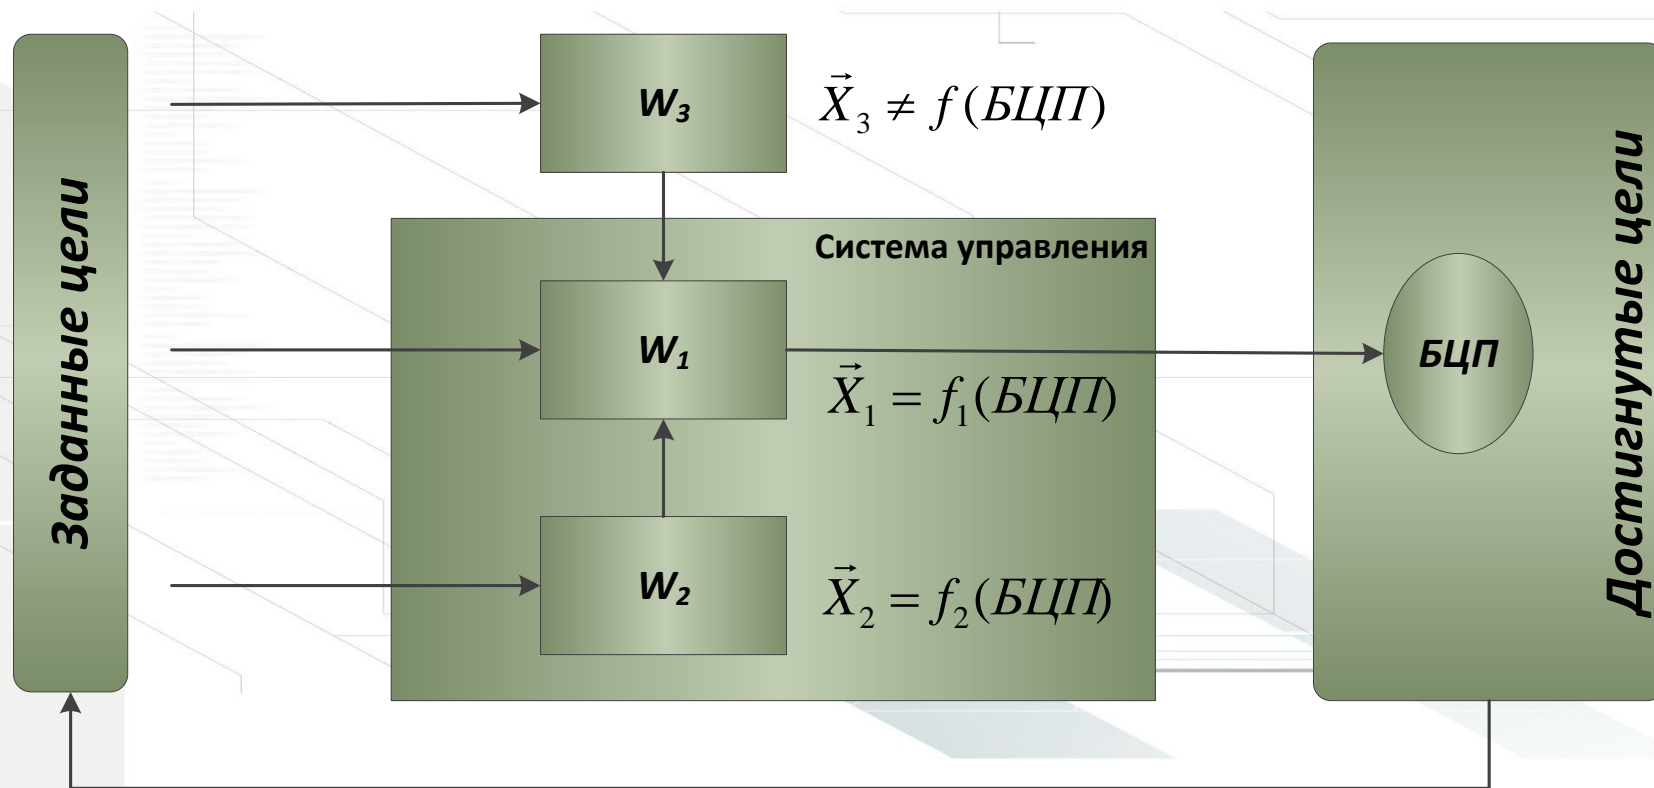 Заданные цели
W₃
X⃗₃ ≠ f(БЦП)
Система управления
W₁
X⃗₁ = f₁(БЦП)
W₂
X⃗₂ = f₂(БЦП)
БЦП
Достигнутые цели